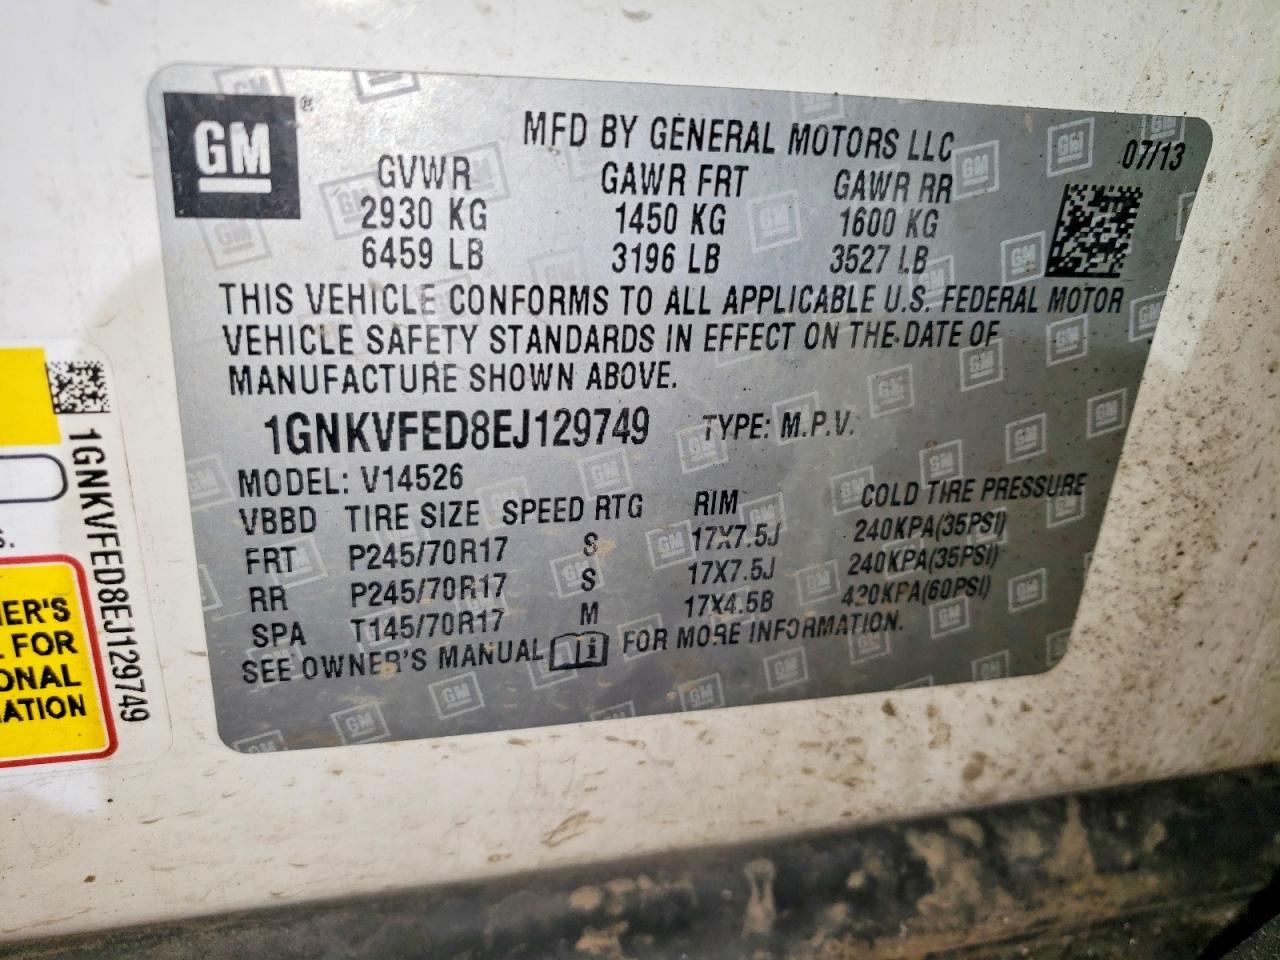 GM
®
MFD BY GENERAL MOTORS LLC
07/13
GVWR GAWR FRT GAWR RR
2930 KG 1450 KG 1600 KG
6459 LB 3196 LB 3527 LB
THIS VEHICLE CONFORMS TO ALL APPLICABLE U.S. FEDERAL MOTOR
VEHICLE SAFETY STANDARDS IN EFFECT ON THE DATE OF
MANUFACTURE SHOWN ABOVE.
1GNKVFED8EJ129749 TYPE: M.P.V.
MODEL: V14526
VBBD TIRE SIZE SPEED RTG RIM COLD TIRE PRESSURE
FRT P245/70R17 S 17X7.5J 240KPA(35PSI)
RR P245/70R17 S 17X7.5J 240KPA(35PSI)
SPA T145/70R17 M 17X4.5B 420KPA(60PSI)
SEE OWNER'S MANUAL i FOR MORE INFORMATION.
1GNKVFED8EJ129749
S.
ER'S
FOR
ONAL
ATION